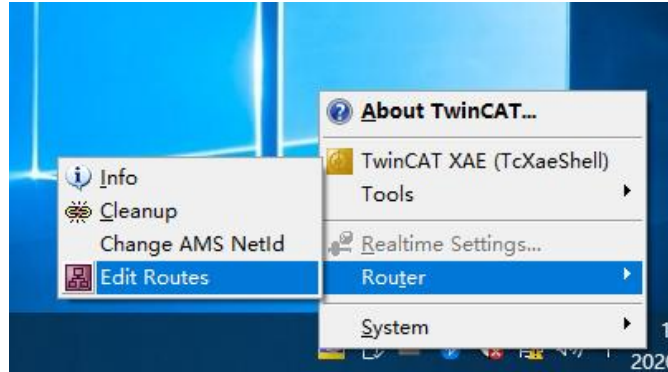 About TwinCAT...
TwinCAT XAE (TcXaeShell)
Tools
Realtime Settings...
Router
System
Info
Cleanup
Change AMS NetId
Edit Routes